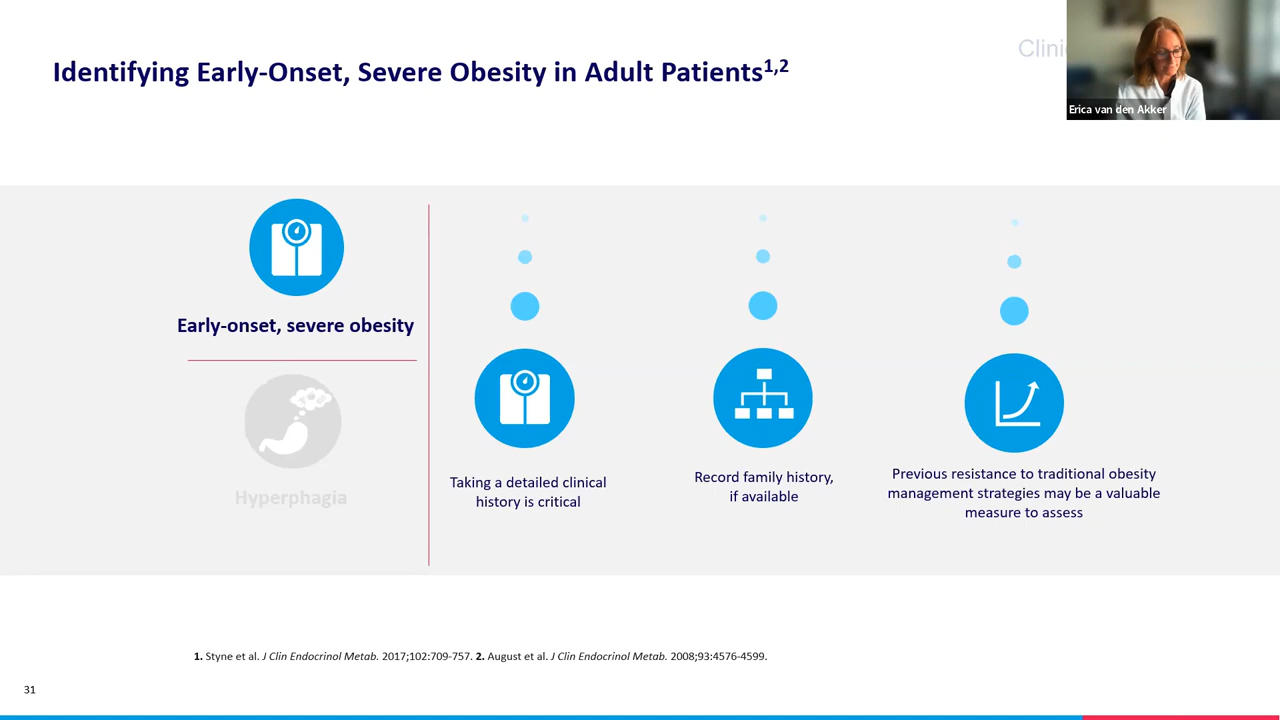 Identifying Early-Onset, Severe Obesity in Adult Patients1,2
Clini
Erica van den Akker
Early-onset, severe obesity
Hyperphagia
Taking a detailed clinical
history is critical
Record family history,
if available
Previous resistance to traditional obesity
management strategies may be a valuable
measure to assess
1. Styne et al. J Clin Endocrinol Metab. 2017;102:709-757. 2. August et al. J Clin Endocrinol Metab. 2008;93:4576-4599.
31